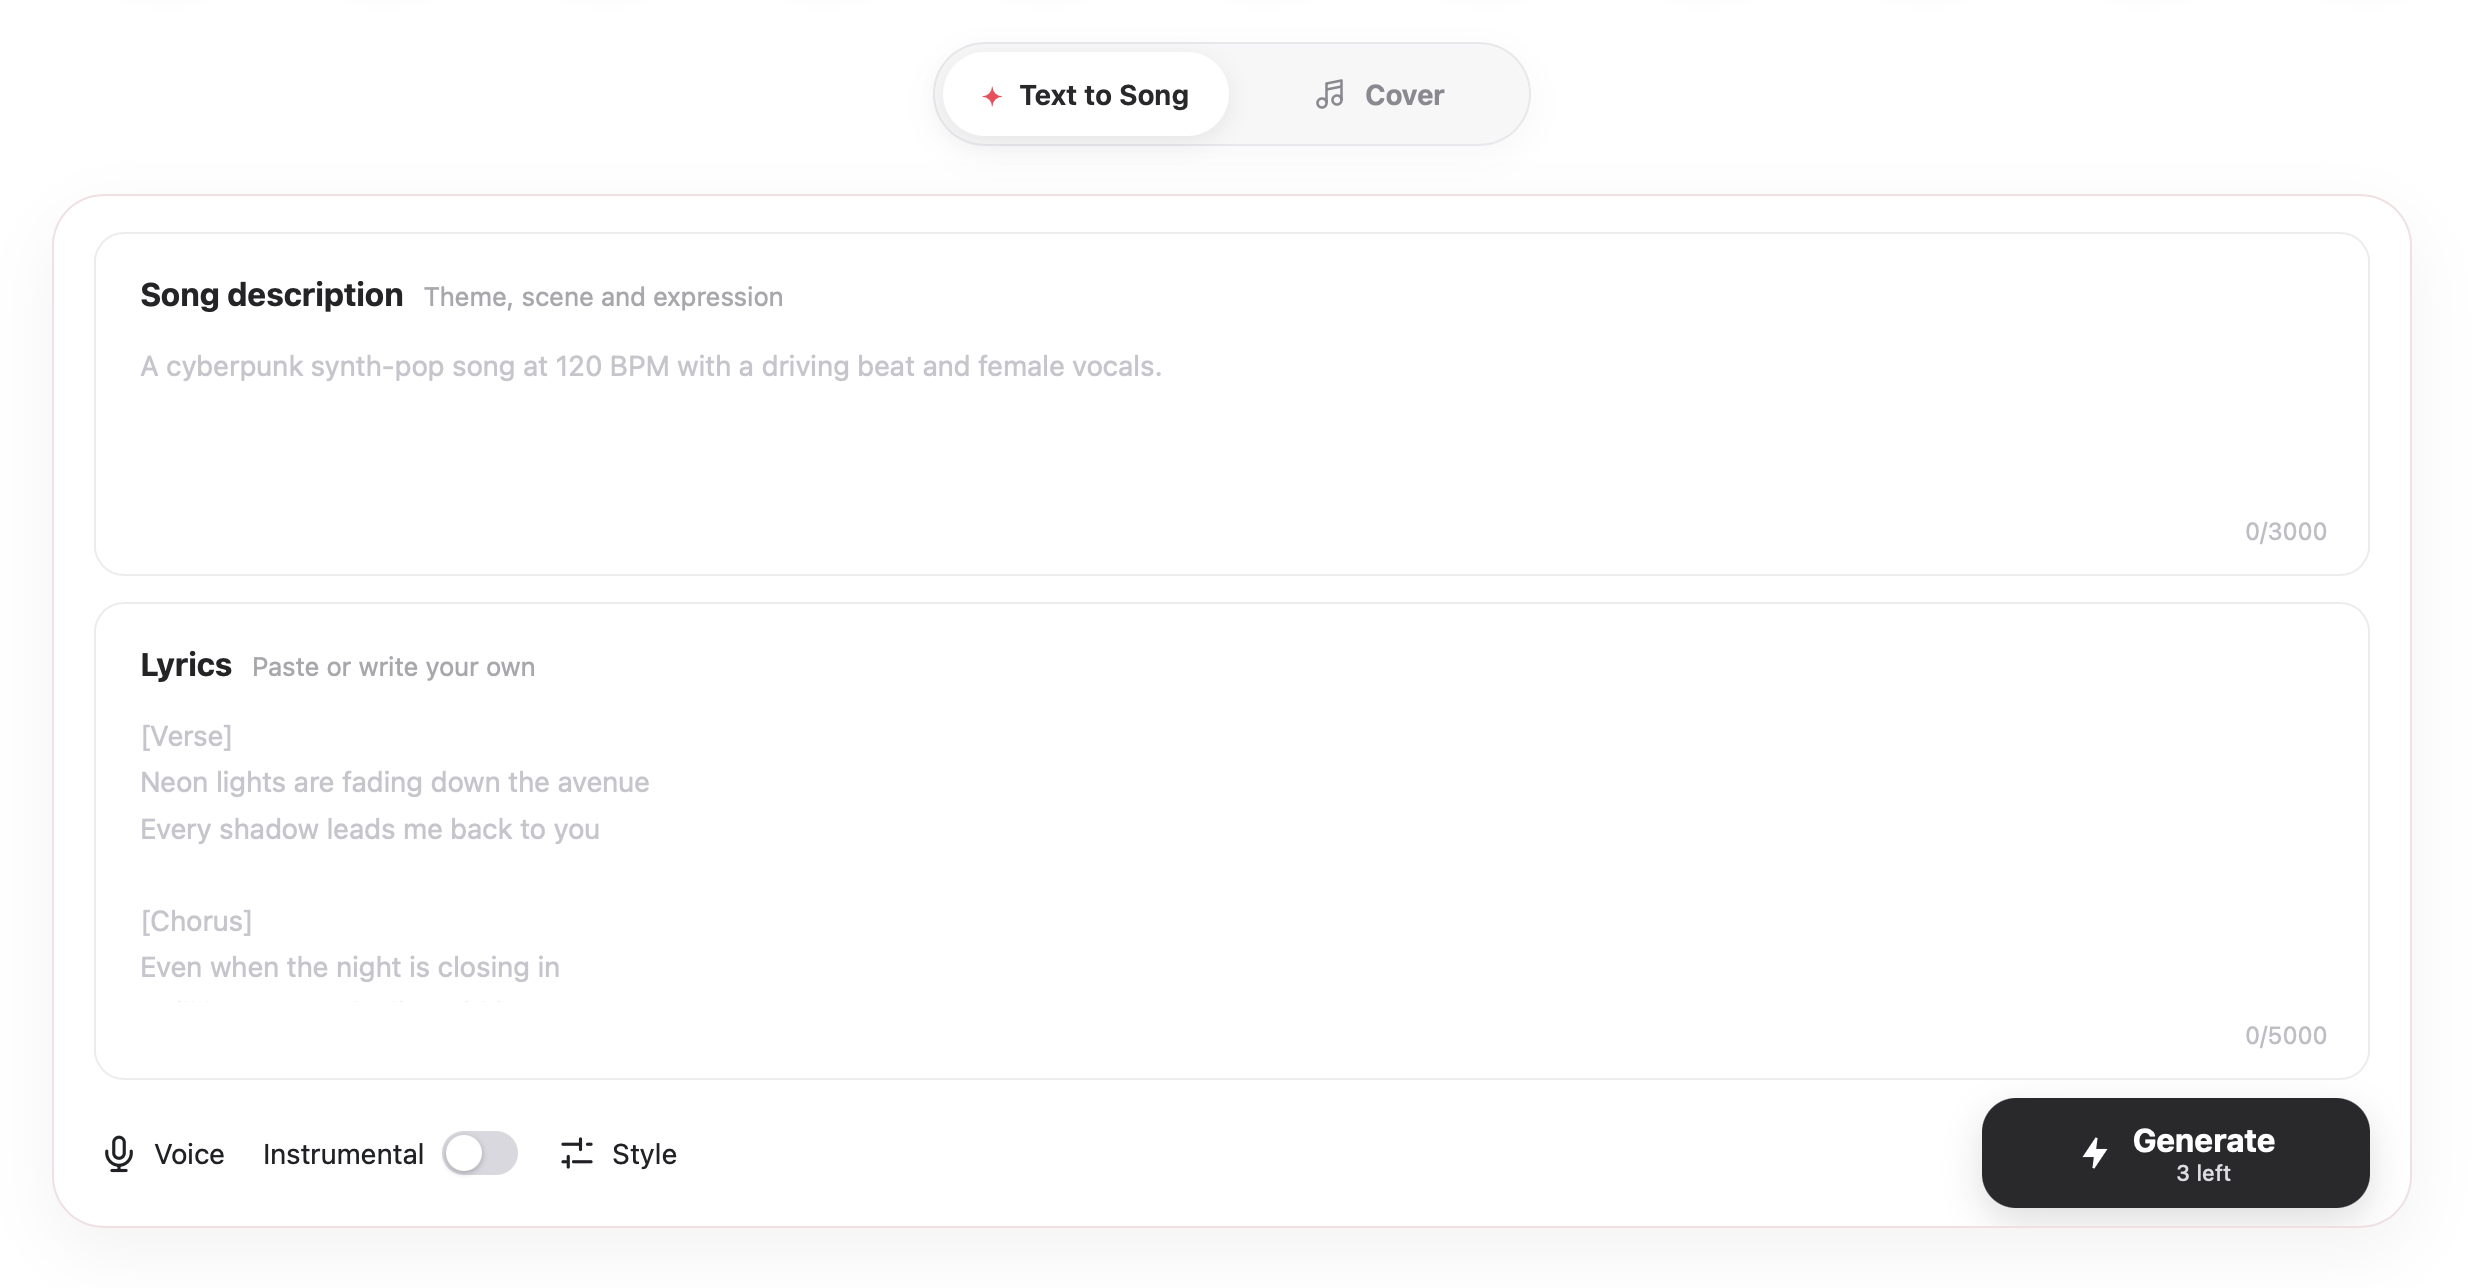 Text to Song
Cover
Song description Theme, scene and expression
A cyberpunk synth-pop song at 120 BPM with a driving beat and female vocals.
0/3000
Lyrics Paste or write your own
[Verse]
Neon lights are fading down the avenue
Every shadow leads me back to you
[Chorus]
Even when the night is closing in
0/5000
Voice Instrumental Style
Generate
3 left